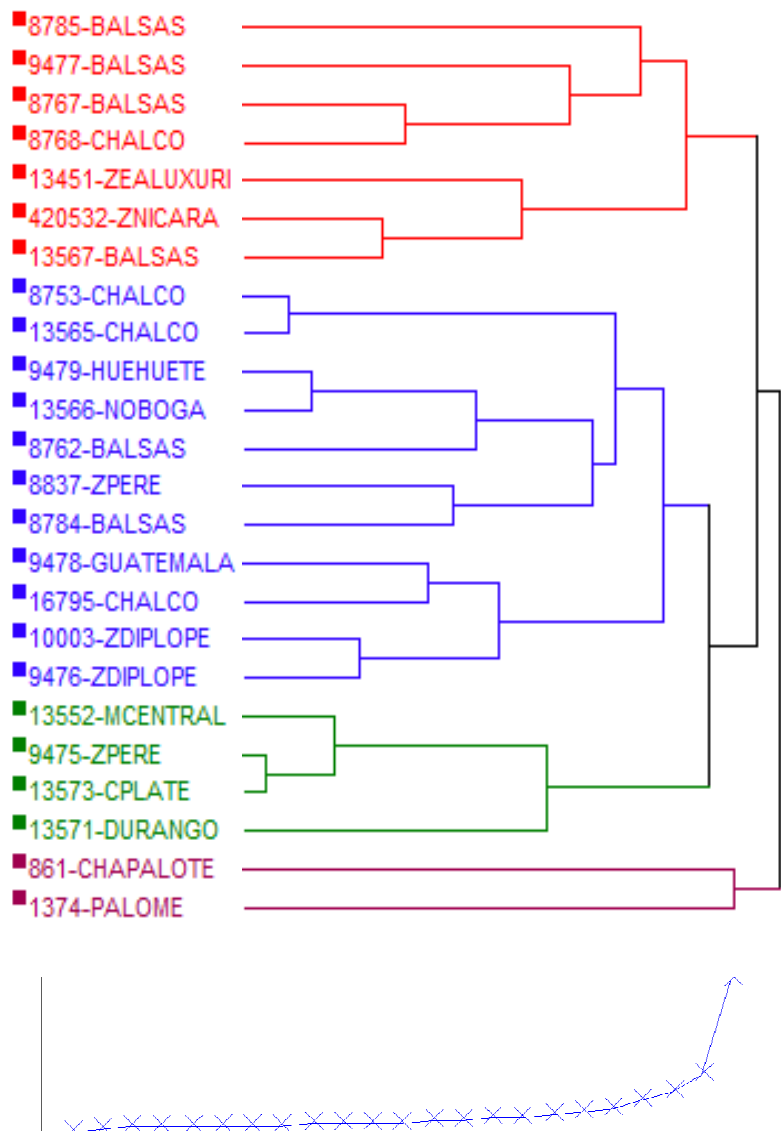 8785-BALSAS
9477-BALSAS
8767-BALSAS
8768-CHALCO
13451-ZEALUXURI
420532-ZNICARA
13567-BALSAS
8753-CHALCO
13565-CHALCO
9479-HUEHUETE
13566-NOBOGA
8762-BALSAS
8837-ZPERE
8784-BALSAS
9478-GUATEMALA
16795-CHALCO
10003-ZDIPLOPE
9476-ZDIPLOPE
13552-MCENTRAL
9475-ZPERE
13573-CPLATE
13571-DURANGO
861-CHAPALOTE
1374-PALOME